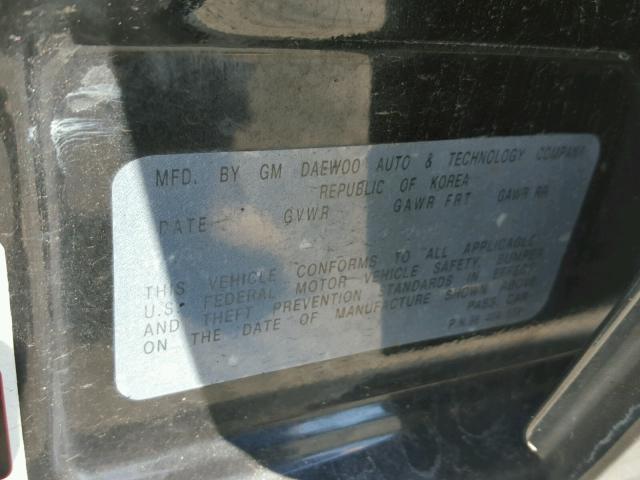 MFD. BY GM DAEWOO AUTO & TECHNOLOGY COMPANY
REPUBLIC OF KOREA
DATE GVWR GAWR FRT GAWR RR
THIS VEHICLE CONFORMS TO ALL APPLICABLE
U.S. FEDERAL MOTOR VEHICLE SAFETY, BUMPER,
AND THEFT PREVENTION STANDARDS IN EFFECT
ON THE DATE OF MANUFACTURE SHOWN ABOVE.
PASS. CAR
P.N.